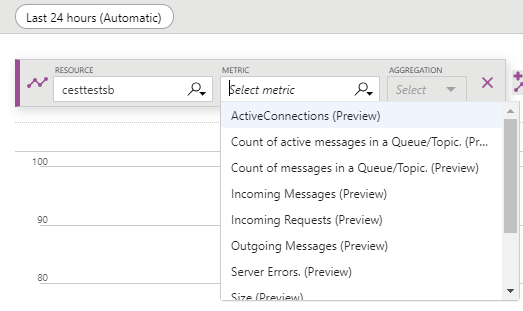 Last 24 hours (Automatic)
RESOURCE METRIC AGGREGATION
cesttestsb Select metric Select
ActiveConnections (Preview)
Count of active messages in a Queue/Topic. (Pr...
Count of messages in a Queue/Topic. (Preview)
Incoming Messages (Preview)
Incoming Requests (Preview)
Outgoing Messages (Preview)
Server Errors. (Preview)
Size (Preview)
100
90
80